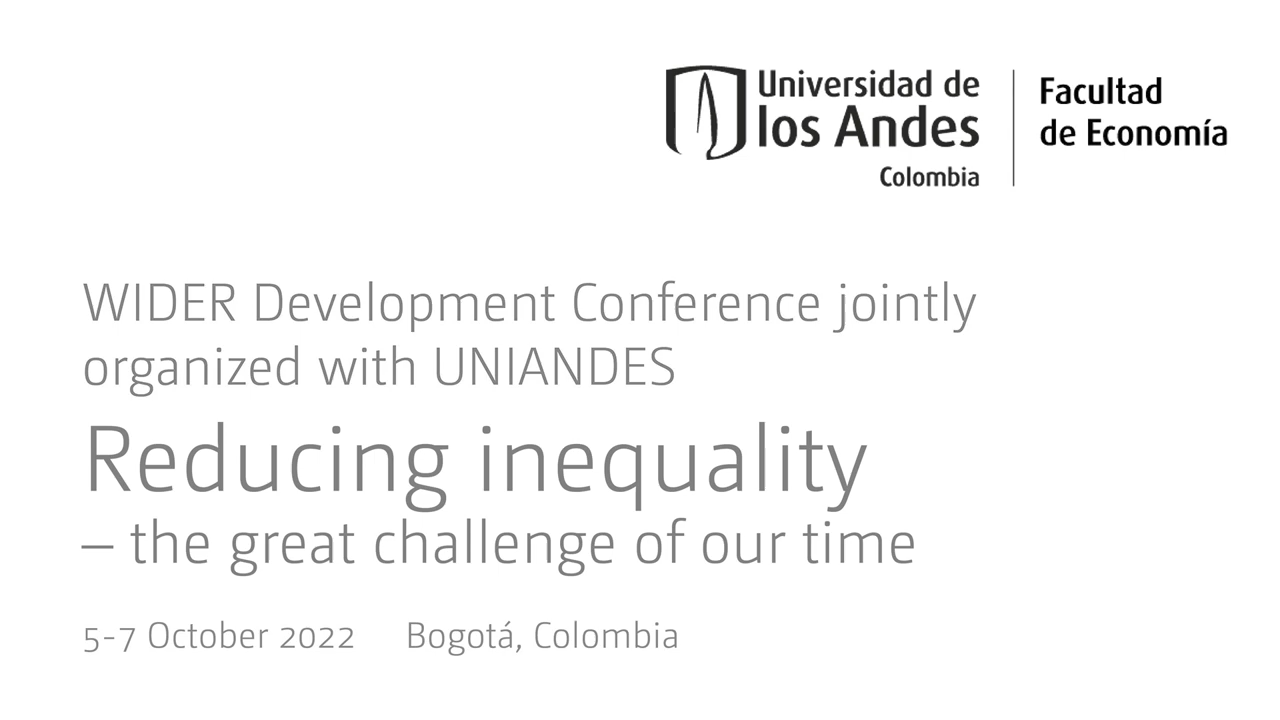 Universidad de
los Andes
Colombia
Facultad
de Economía
WIDER Development Conference jointly
organized with UNIANDES
Reducing inequality
– the great challenge of our time
5-7 October 2022 Bogotá, Colombia